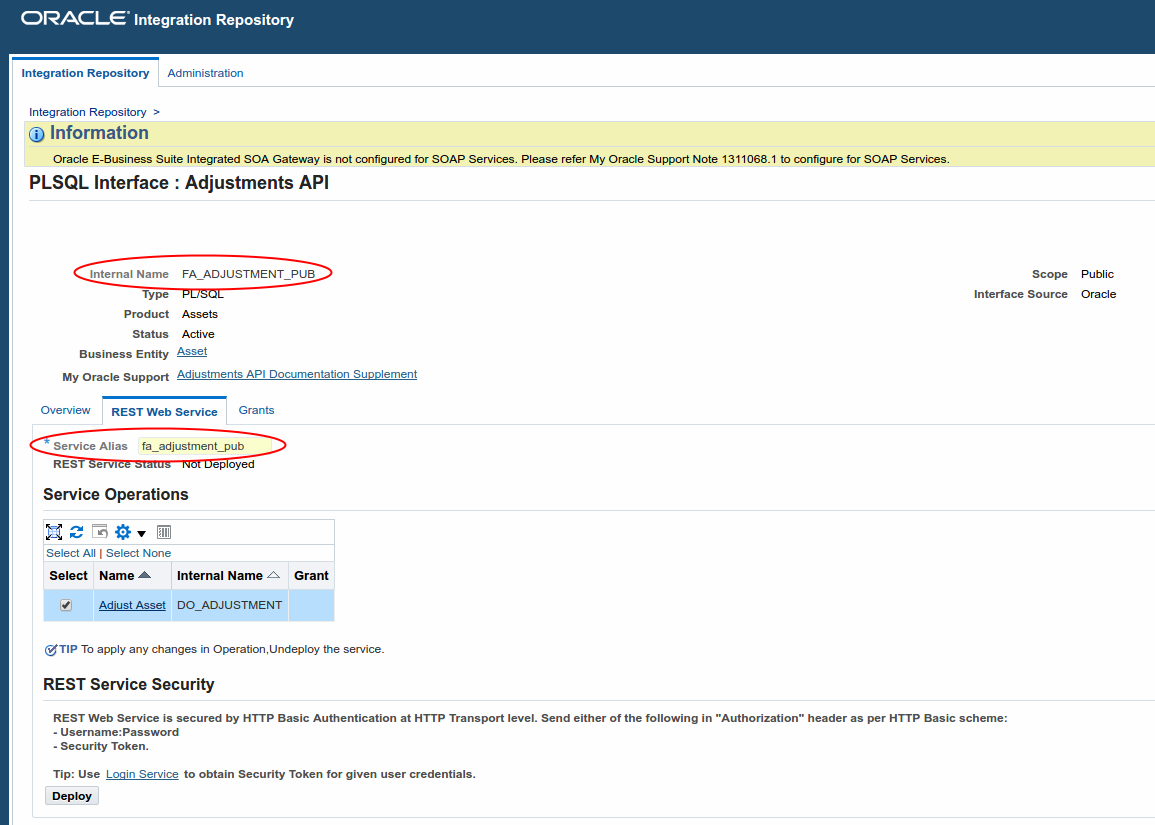 ORACLE Integration Repository
Integration Repository Administration
Integration Repository >
Information
Oracle E-Business Suite Integrated SOA Gateway is not configured for SOAP Services. Please refer My Oracle Support Note 1311068.1 to configure for SOAP Services.
PLSQL Interface : Adjustments API
Internal Name FA_ADJUSTMENT_PUB Scope Public
Type PL/SQL Interface Source Oracle
Product Assets
Status Active
Business Entity Asset
My Oracle Support Adjustments API Documentation Supplement
Overview REST Web Service Grants
* Service Alias fa_adjustment_pub
REST Service Status Not Deployed
Service Operations
Select All | Select None
Select Name Internal Name Grant
Adjust Asset DO_ADJUSTMENT
TIP To apply any changes in Operation,Undeploy the service.
REST Service Security
REST Web Service is secured by HTTP Basic Authentication at HTTP Transport level. Send either of the following in "Authorization" header as per HTTP Basic scheme:
- Username:Password
- Security Token.
Tip: Use Login Service to obtain Security Token for given user credentials.
Deploy